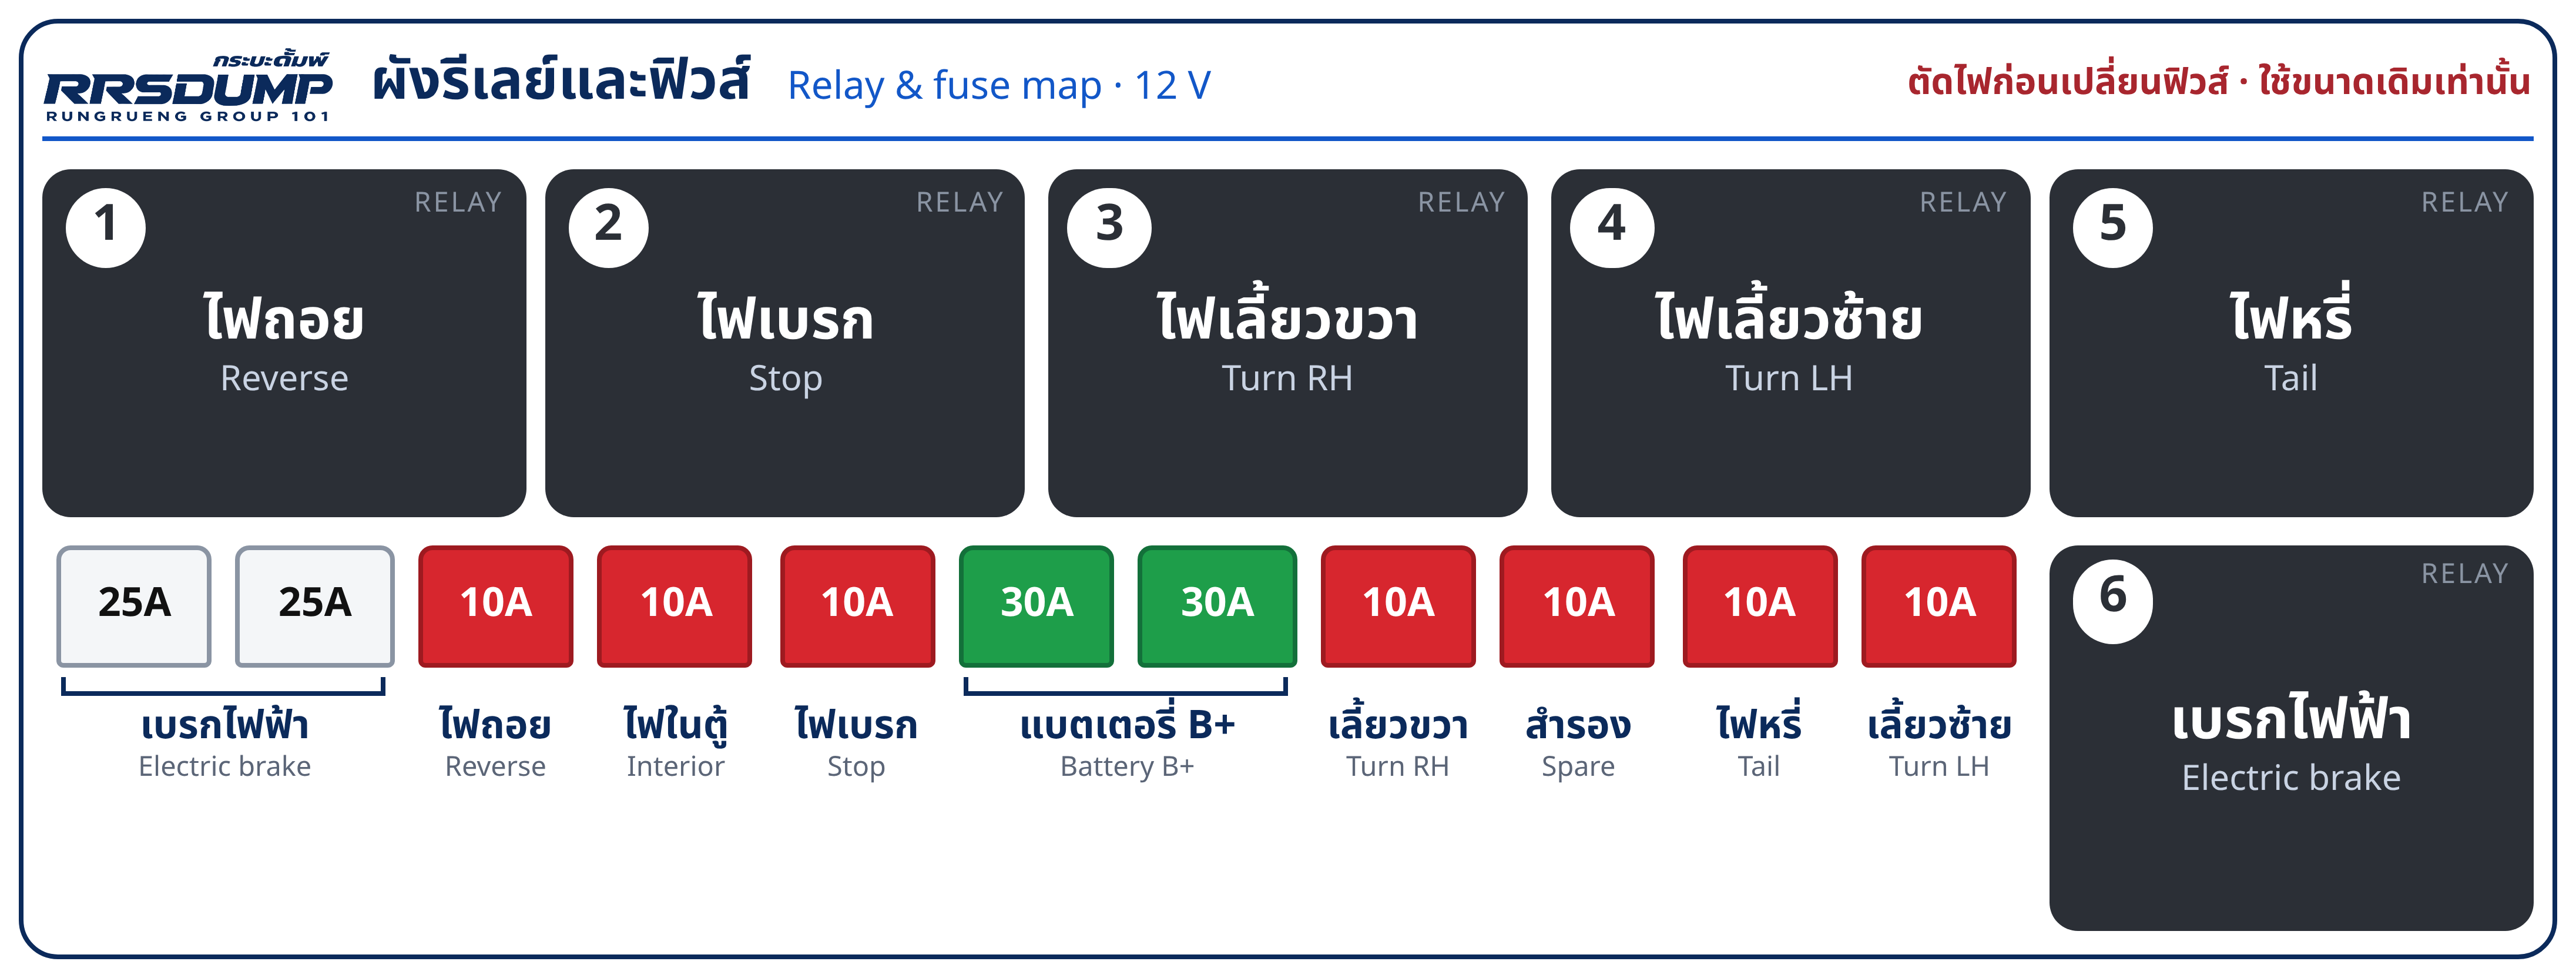 กระบะดั้มพ์
RRSDUMP
RUNGRUENG GROUP 101
ผังรีเลย์และฟิวส์ Relay & fuse map · 12 V
ตัดไฟก่อนเปลี่ยนฟิวส์ · ใช้ขนาดเดิมเท่านั้น
1 RELAY
ไฟถอย
Reverse
2 RELAY
ไฟเบรก
Stop
3 RELAY
ไฟเลี้ยวขวา
Turn RH
4 RELAY
ไฟเลี้ยวซ้าย
Turn LH
5 RELAY
ไฟหรี่
Tail
25A 25A 10A 10A 10A 30A 30A 10A 10A 10A 10A
เบรกไฟฟ้า ไฟถอย ไฟในตู้ ไฟเบรก แบตเตอรี่ B+ เลี้ยวขวา สำรอง ไฟหรี่ เลี้ยวซ้าย
Electric brake Reverse Interior Stop Battery B+ Turn RH Spare Tail Turn LH
6 RELAY
เบรกไฟฟ้า
Electric brake